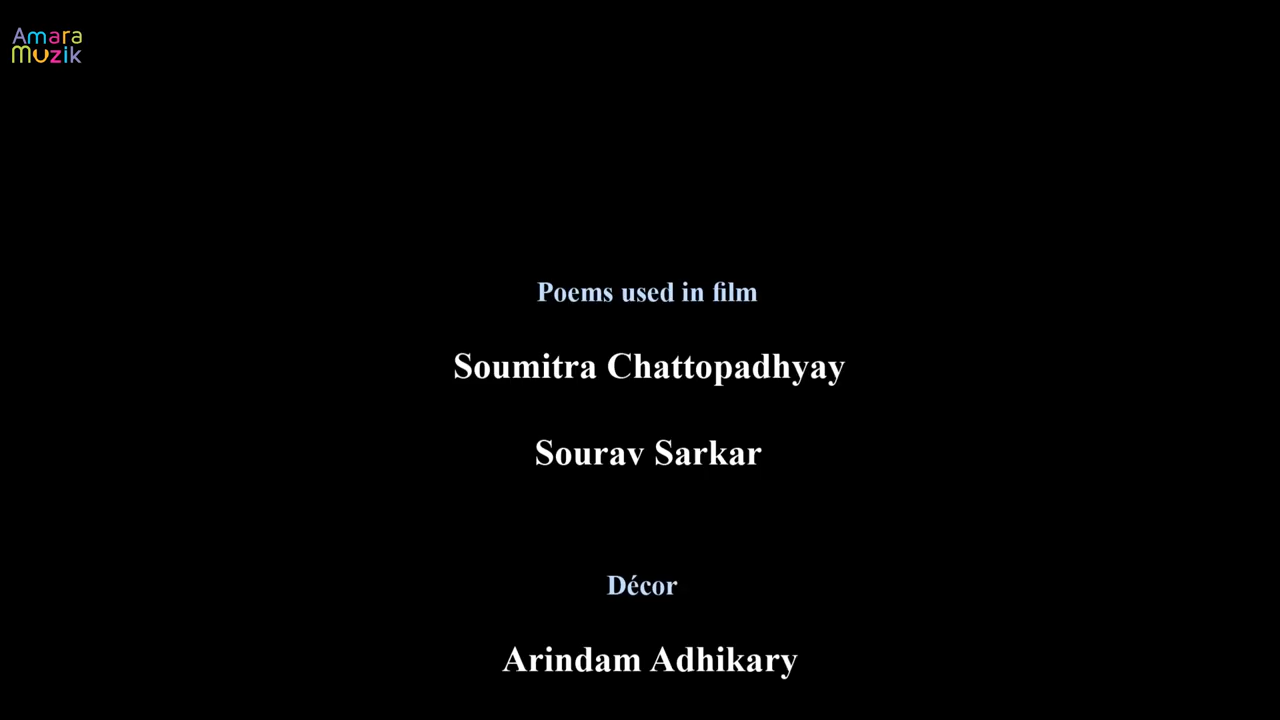 Amara
Muzik
Poems used in film
Soumitra Chattopadhyay
Sourav Sarkar
Décor
Arindam Adhikary